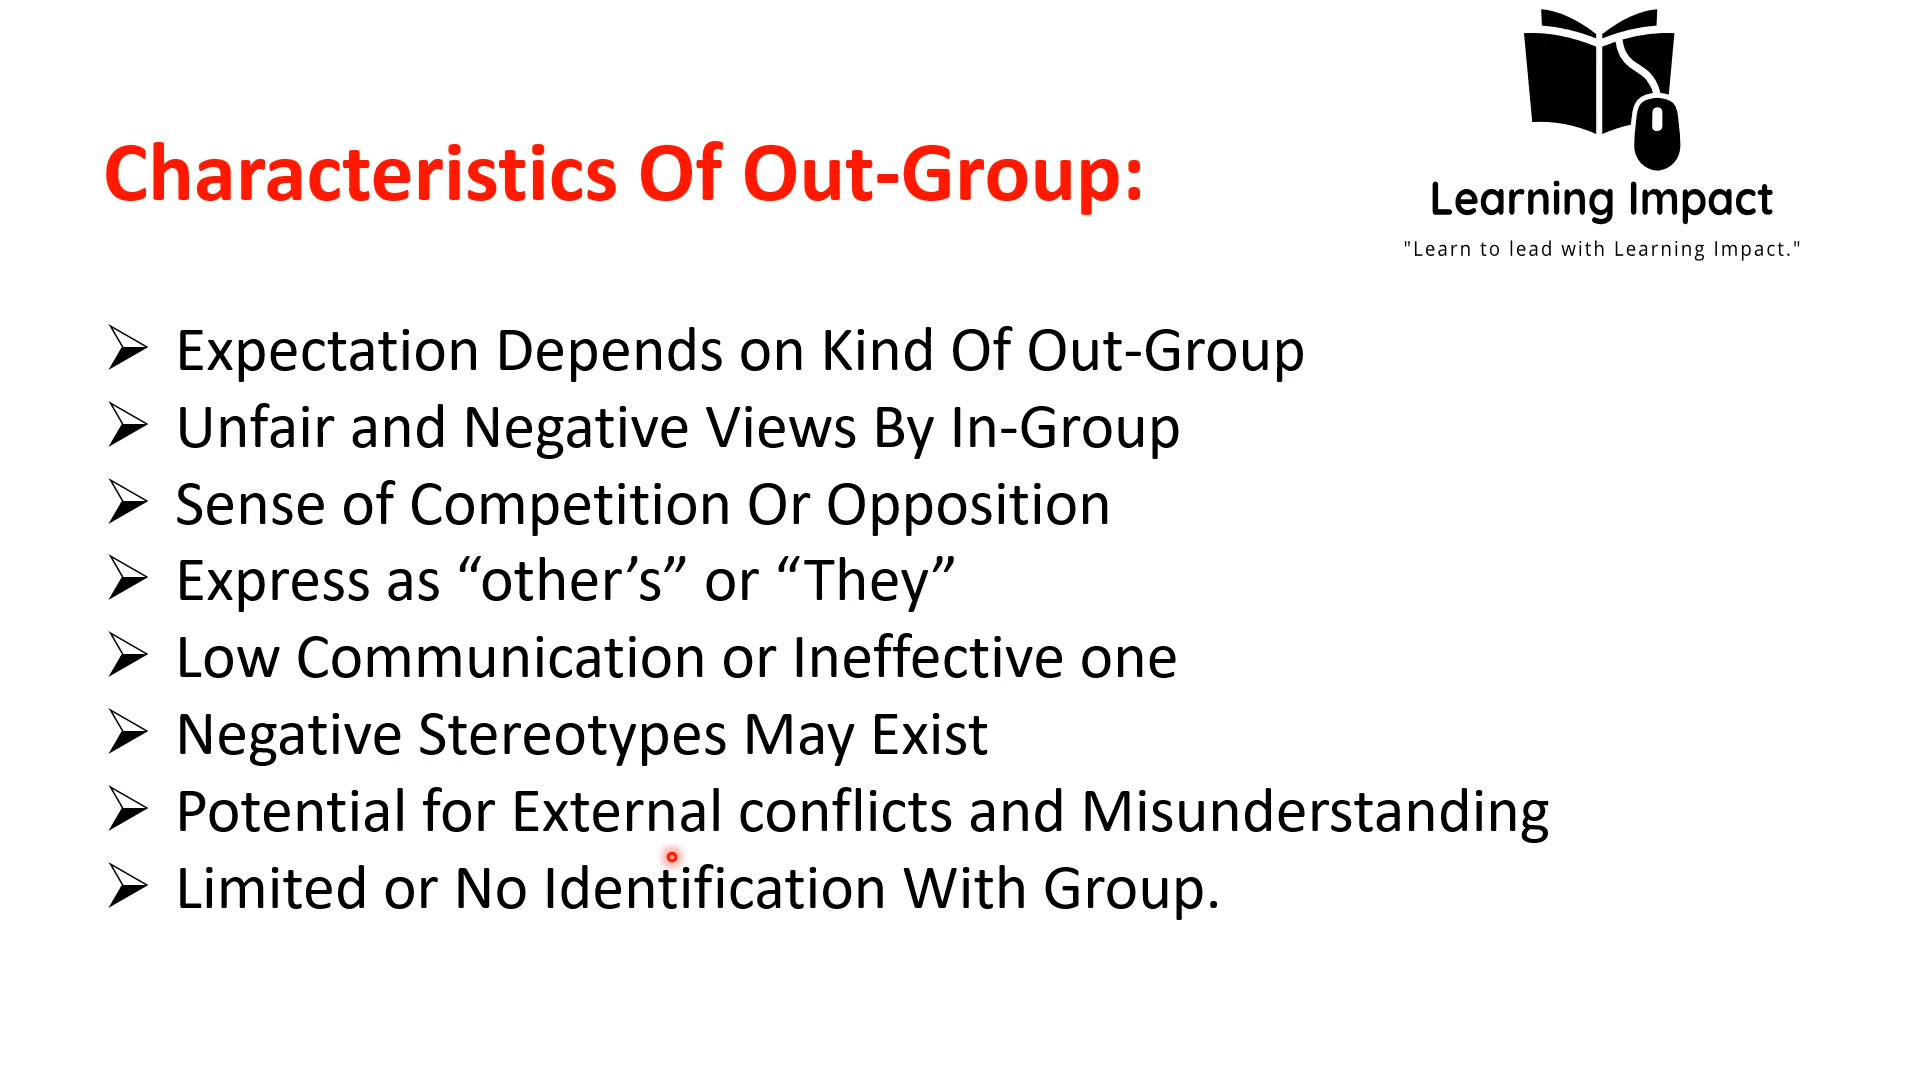 Characteristics Of Out-Group:
Learning Impact
"Learn to lead with Learning Impact."
Expectation Depends on Kind Of Out-Group
Unfair and Negative Views By In-Group
Sense of Competition Or Opposition
Express as “other’s” or “They”
Low Communication or Ineffective one
Negative Stereotypes May Exist
Potential for External conflicts and Misunderstanding
Limited or No Identification With Group.